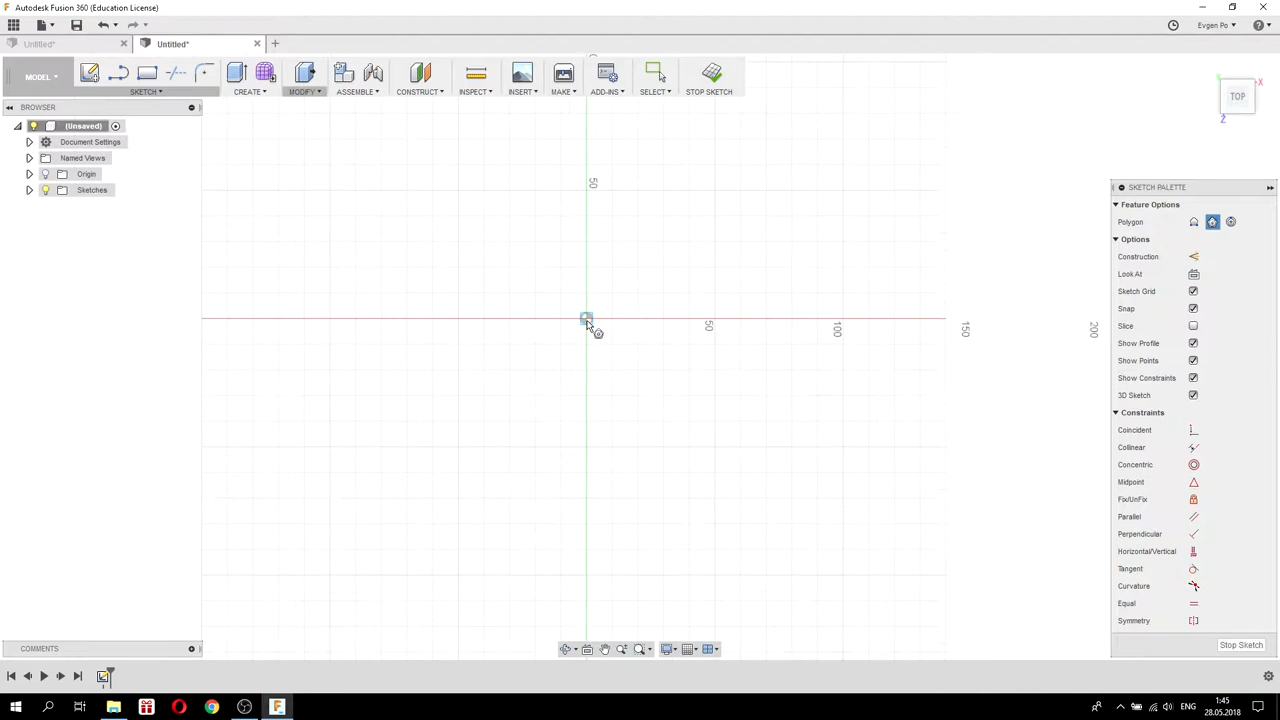 Autodesk Fusion 360 (Education License)
Evgen Po
Untitled*
Untitled*
MODEL
SKETCH
CREATE
MODIFY
ASSEMBLE
CONSTRUCT
INSPECT
INSERT
MAKE
ADD-INS
SELECT
STOP SKETCH
BROWSER
(Unsaved)
Document Settings
Named Views
Origin
Sketches
TOP
X
Z
50
50
100
150
200
SKETCH PALETTE
Feature Options
Polygon
Options
Construction
Look At
Sketch Grid
Snap
Slice
Show Profile
Show Points
Show Constraints
3D Sketch
Constraints
Coincident
Collinear
Concentric
Midpoint
Fix/UnFix
Parallel
Perpendicular
Horizontal/Vertical
Tangent
Curvature
Equal
Symmetry
Stop Sketch
COMMENTS
1:45
28.05.2018